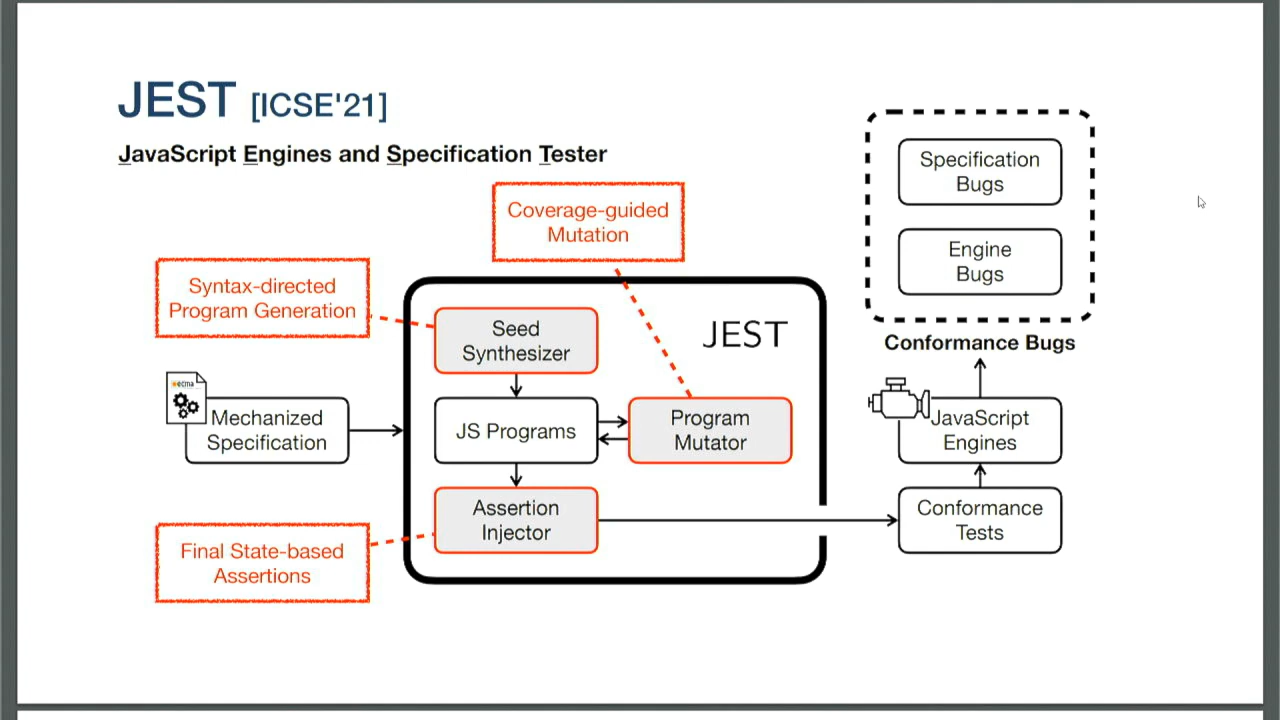 JEST [ICSE'21]
JavaScript Engines and Specification Tester
Coverage-guided
Mutation
Syntax-directed
Program Generation
Seed
Synthesizer
JEST
ecma
Mechanized
Specification
JS Programs
Program
Mutator
Assertion
Injector
Final State-based
Assertions
Specification
Bugs
Engine
Bugs
Conformance Bugs
JavaScript
Engines
Conformance
Tests